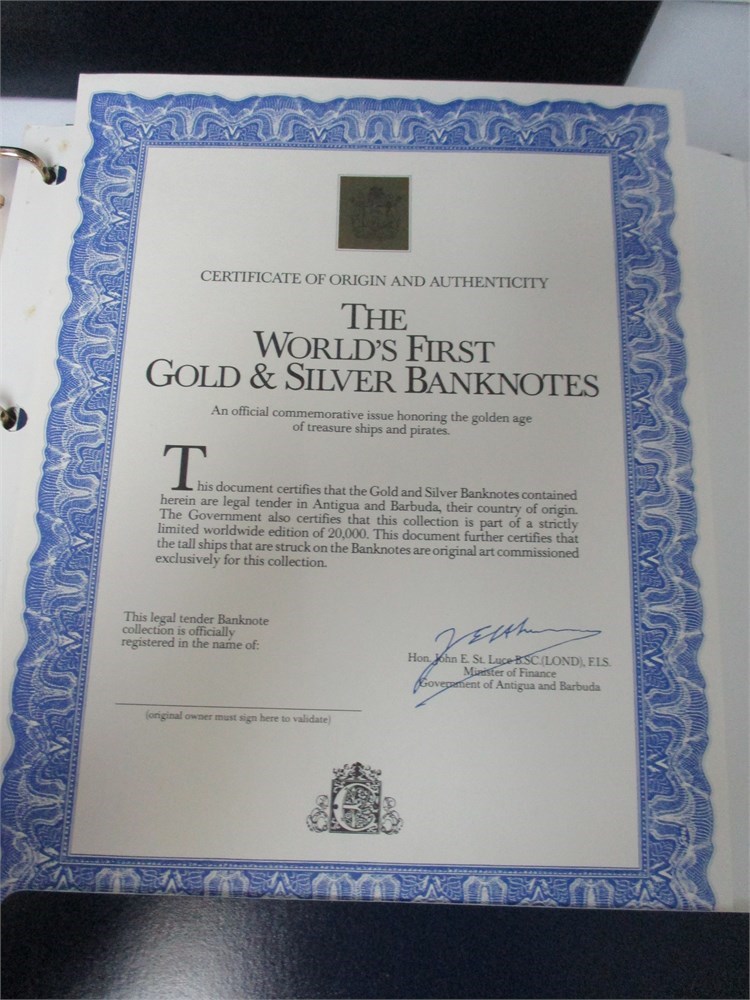 CERTIFICATE OF ORIGIN AND AUTHENTICITY
THE
WORLD'S FIRST
GOLD & SILVER BANKNOTES
An official commemorative issue honoring the golden age
of treasure ships and pirates.
This document certifies that the Gold and Silver Banknotes contained
herein are legal tender in Antigua and Barbuda, their country of origin.
The Government also certifies that this collection is part of a strictly
limited worldwide edition of 20,000. This document further certifies that
the tall ships that are struck on the Banknotes are original art commissioned
exclusively for this collection.
This legal tender Banknote
collection is officially
registered in the name of:
Hon. John E. St. Luce B.SC.(LOND), F.I.S.
Minister of Finance
Government of Antigua and Barbuda
(original owner must sign here to validate)